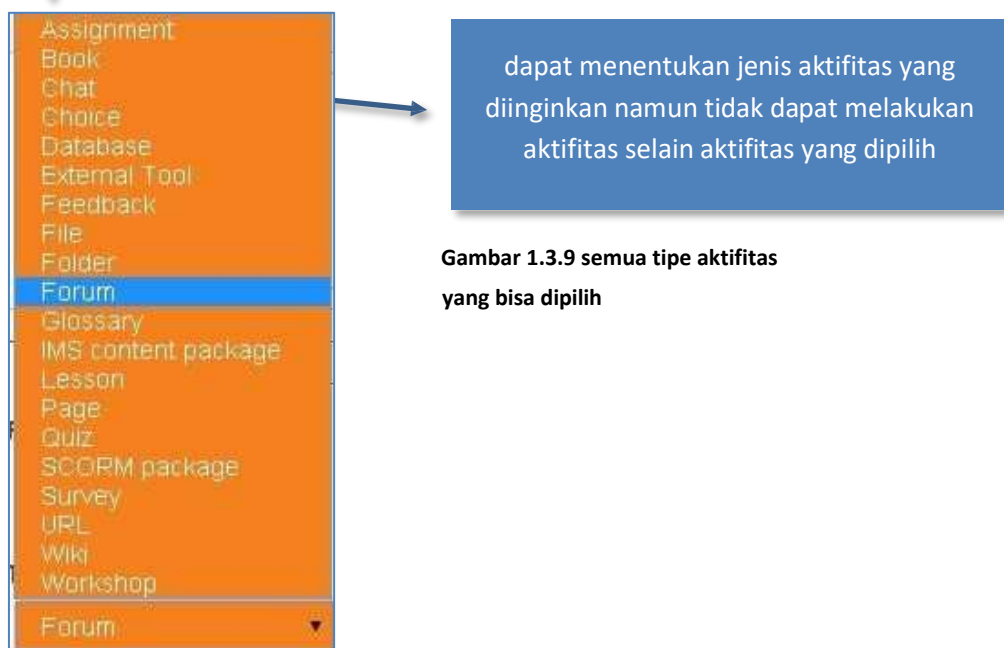 Assignment
Book
Chat
Choice
Database
External Tool
Feedback
File
Folder
Forum
Glossary
IMS content package
Lesson
Page
Quiz
SCORM package
Survey
URL
Wiki
Workshop
Forum
dapat menentukan jenis aktifitas yang
diinginkan namun tidak dapat melakukan
aktifitas selain aktifitas yang dipilih
Gambar 1.3.9 semua tipe aktifitas
yang bisa dipilih